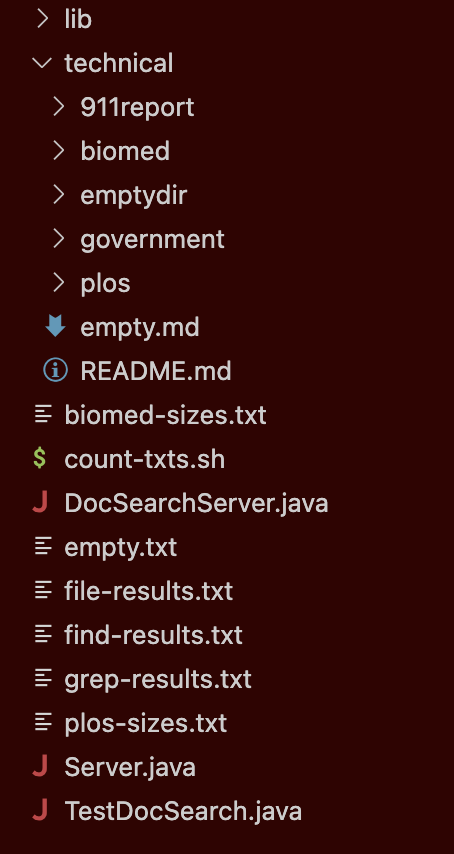 lib
technical
911report
biomed
emptydir
government
plos
empty.md
README.md
biomed-sizes.txt
$ count-txts.sh
J DocSearchServer.java
empty.txt
file-results.txt
find-results.txt
grep-results.txt
plos-sizes.txt
J Server.java
J TestDocSearch.java